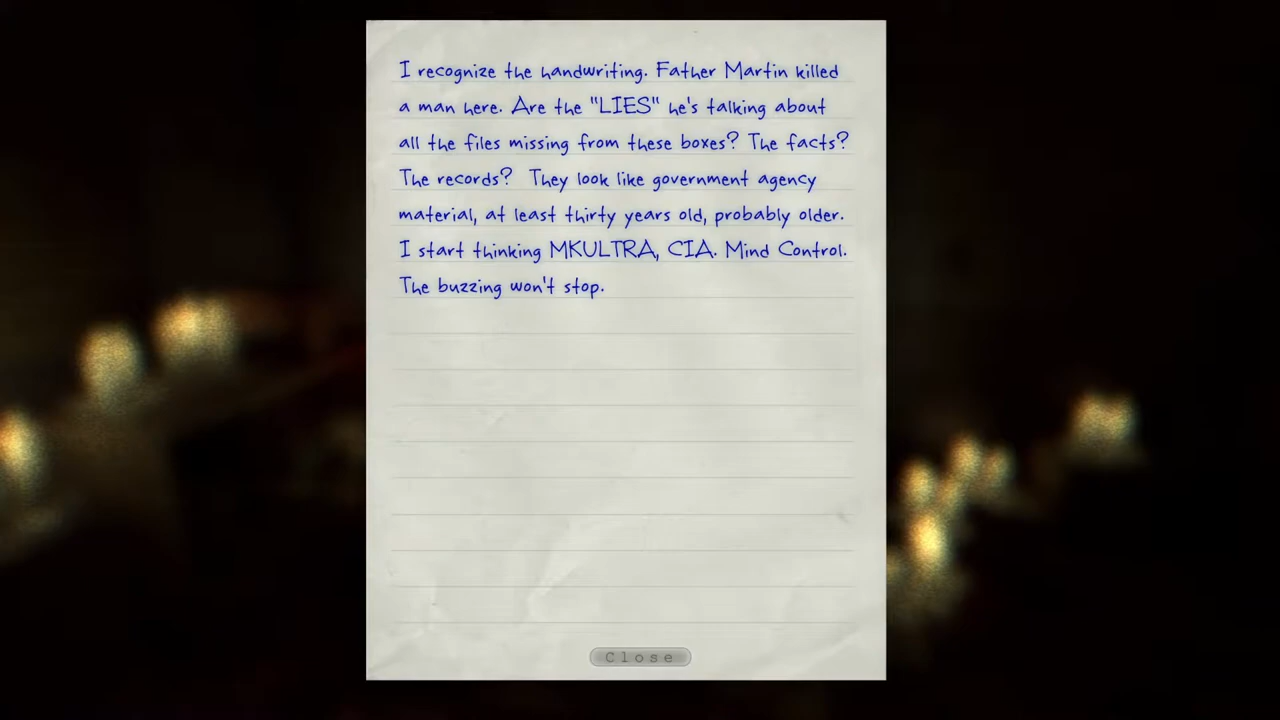 I recognize the handwriting. Father Martin killed
a man here. Are the "LIES" he's talking about
all the files missing from these boxes? The facts?
The records?  They look like government agency
material, at least thirty years old, probably older.
I start thinking MKULTRA, CIA. Mind Control.
The buzzing won't stop.
Close